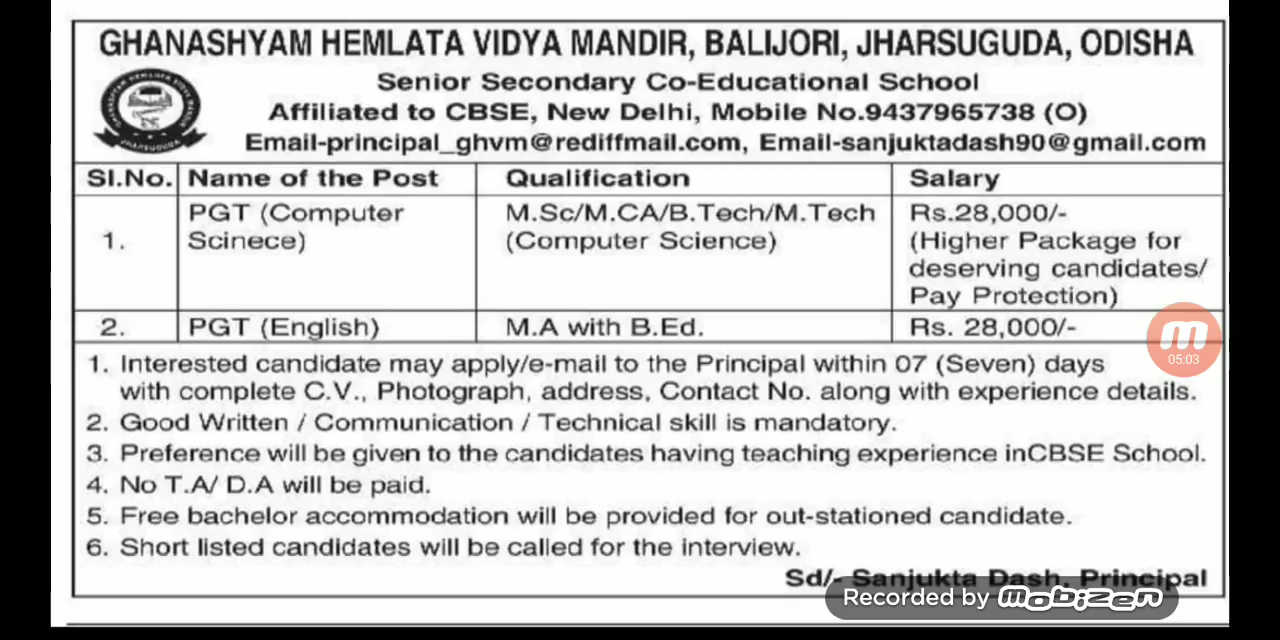 GHANASHYAM HEMLATA VIDYA MANDIR, BALIJORI, JHARSUGUDA, ODISHA
Senior Secondary Co-Educational School
Affiliated to CBSE, New Delhi, Mobile No.9437965738 (O)
Email-principal_ghvm@rediffmail.com, Email-sanjuktadash90@gmail.com
JHARSUGUDA
Sl.No. Name of the Post Qualification Salary
1. PGT (Computer Scinece) M.Sc/M.CA/B.Tech/M.Tech (Computer Science) Rs.28,000/-
(Higher Package for
deserving candidates/
Pay Protection)
2. PGT (English) M.A with B.Ed. Rs. 28,000/-
1. Interested candidate may apply/e-mail to the Principal within 07 (Seven) days
with complete C.V., Photograph, address, Contact No. along with experience details.
2. Good Written / Communication / Technical skill is mandatory.
3. Preference will be given to the candidates having teaching experience inCBSE School.
4. No T.A/ D.A will be paid.
5. Free bachelor accommodation will be provided for out-stationed candidate.
6. Short listed candidates will be called for the interview.
Sd/- Sanjukta Dash, Principal
05:03
Recorded by mobizen